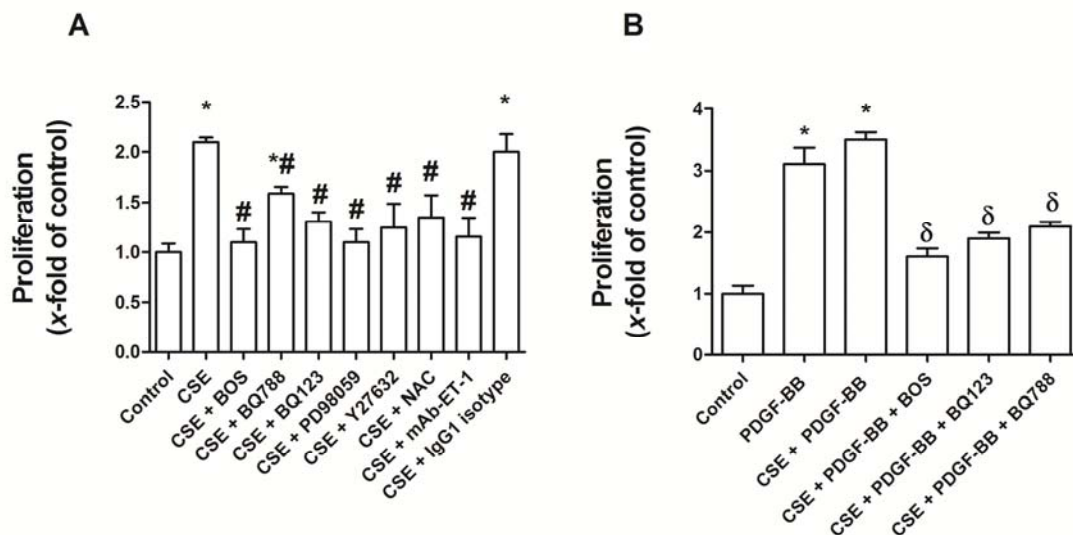 A
Proliferation
(x-fold of control)
2.5
2.0
1.5
1.0
0.5
0.0
*
#
*#
#
#
#
#
#
*
Control
CSE
CSE + BOS
CSE + BQ788
CSE + BQ123
CSE + PD98059
CSE + Y27632
CSE + NAC
CSE + mAb-ET-1
CSE + IgG1 isotype
B
Proliferation
(x-fold of control)
4
3
2
1
0
*
*
δ
δ
δ
Control
PDGF-BB
CSE + PDGF-BB
CSE + PDGF-BB + BOS
CSE + PDGF-BB + BQ123
CSE + PDGF-BB + BQ788